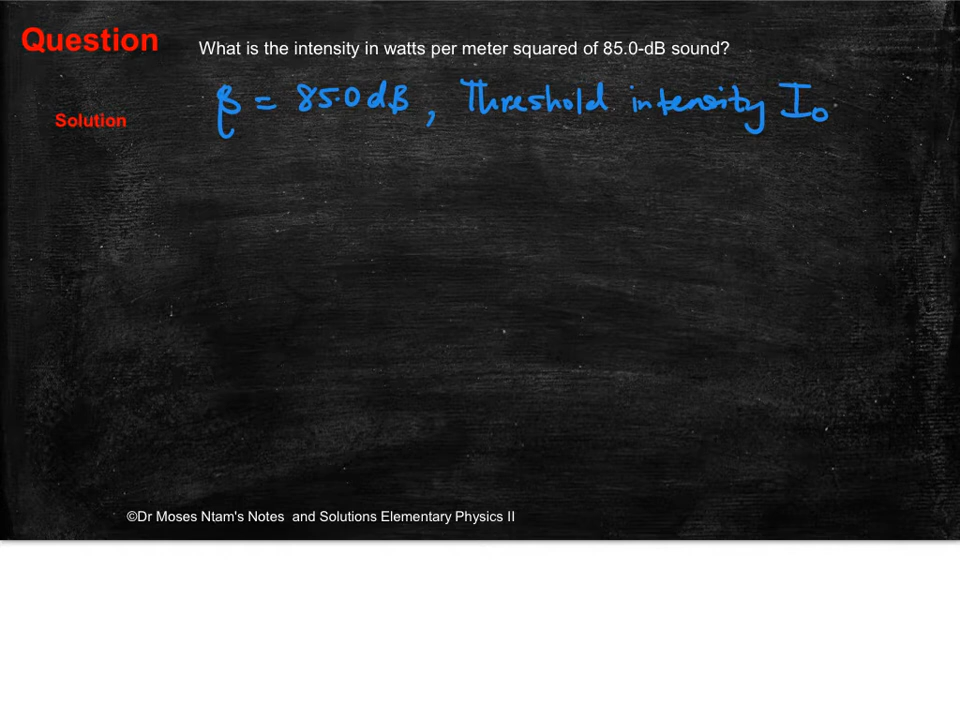 Question
What is the intensity in watts per meter squared of 85.0-dB sound?
Solution
β = 85.0 dB, Threshold intensity I₀
©Dr Moses Ntam's Notes and Solutions Elementary Physics II